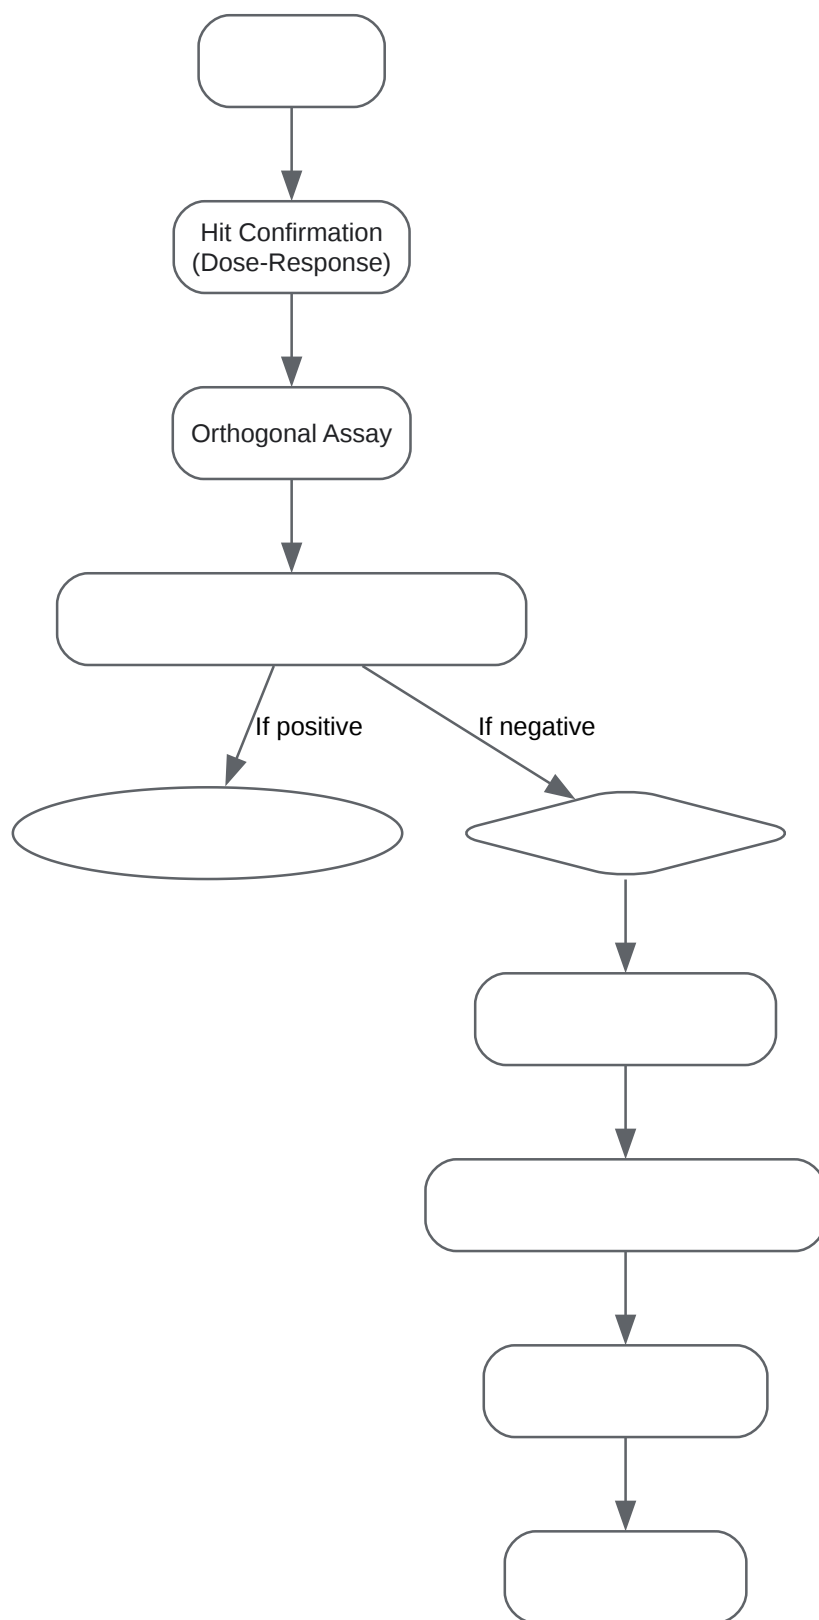 Hit Confirmation
(Dose-Response)
Orthogonal Assay
If positive
If negative